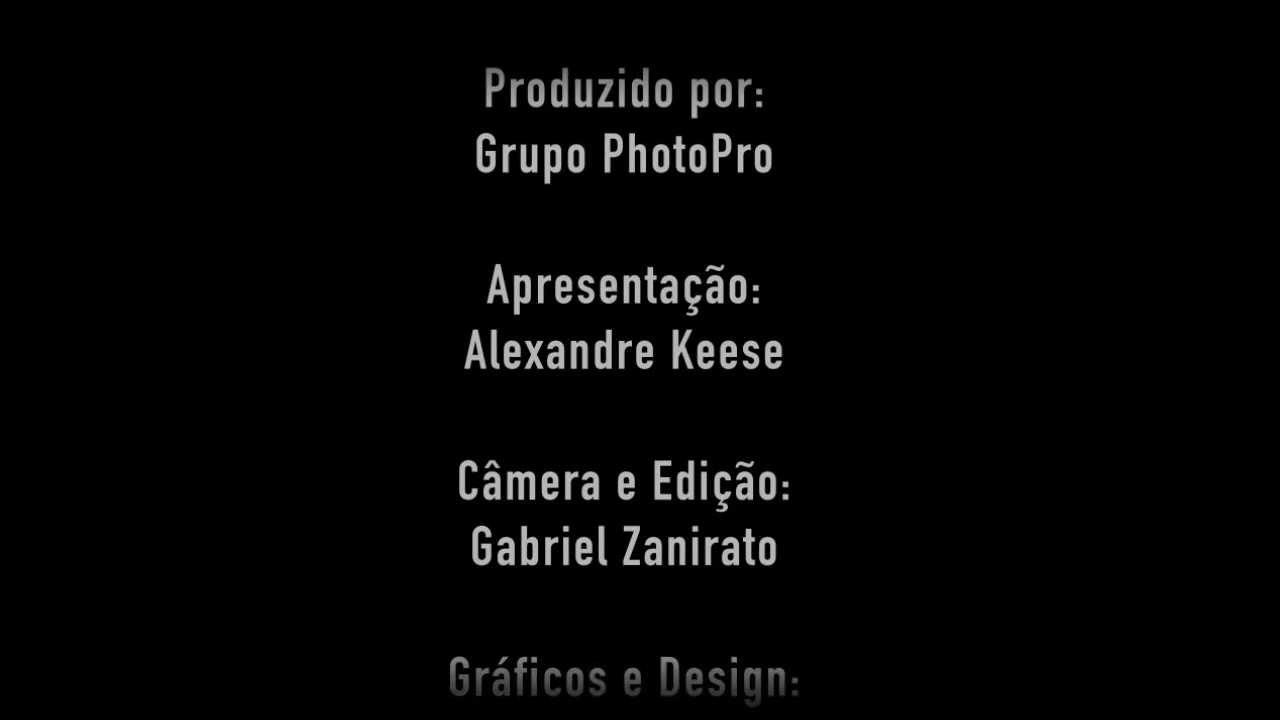 Produzido por:
Grupo PhotoPro
Apresentação:
Alexandre Keese
Câmera e Edição:
Gabriel Zanirato
Gráficos e Design: